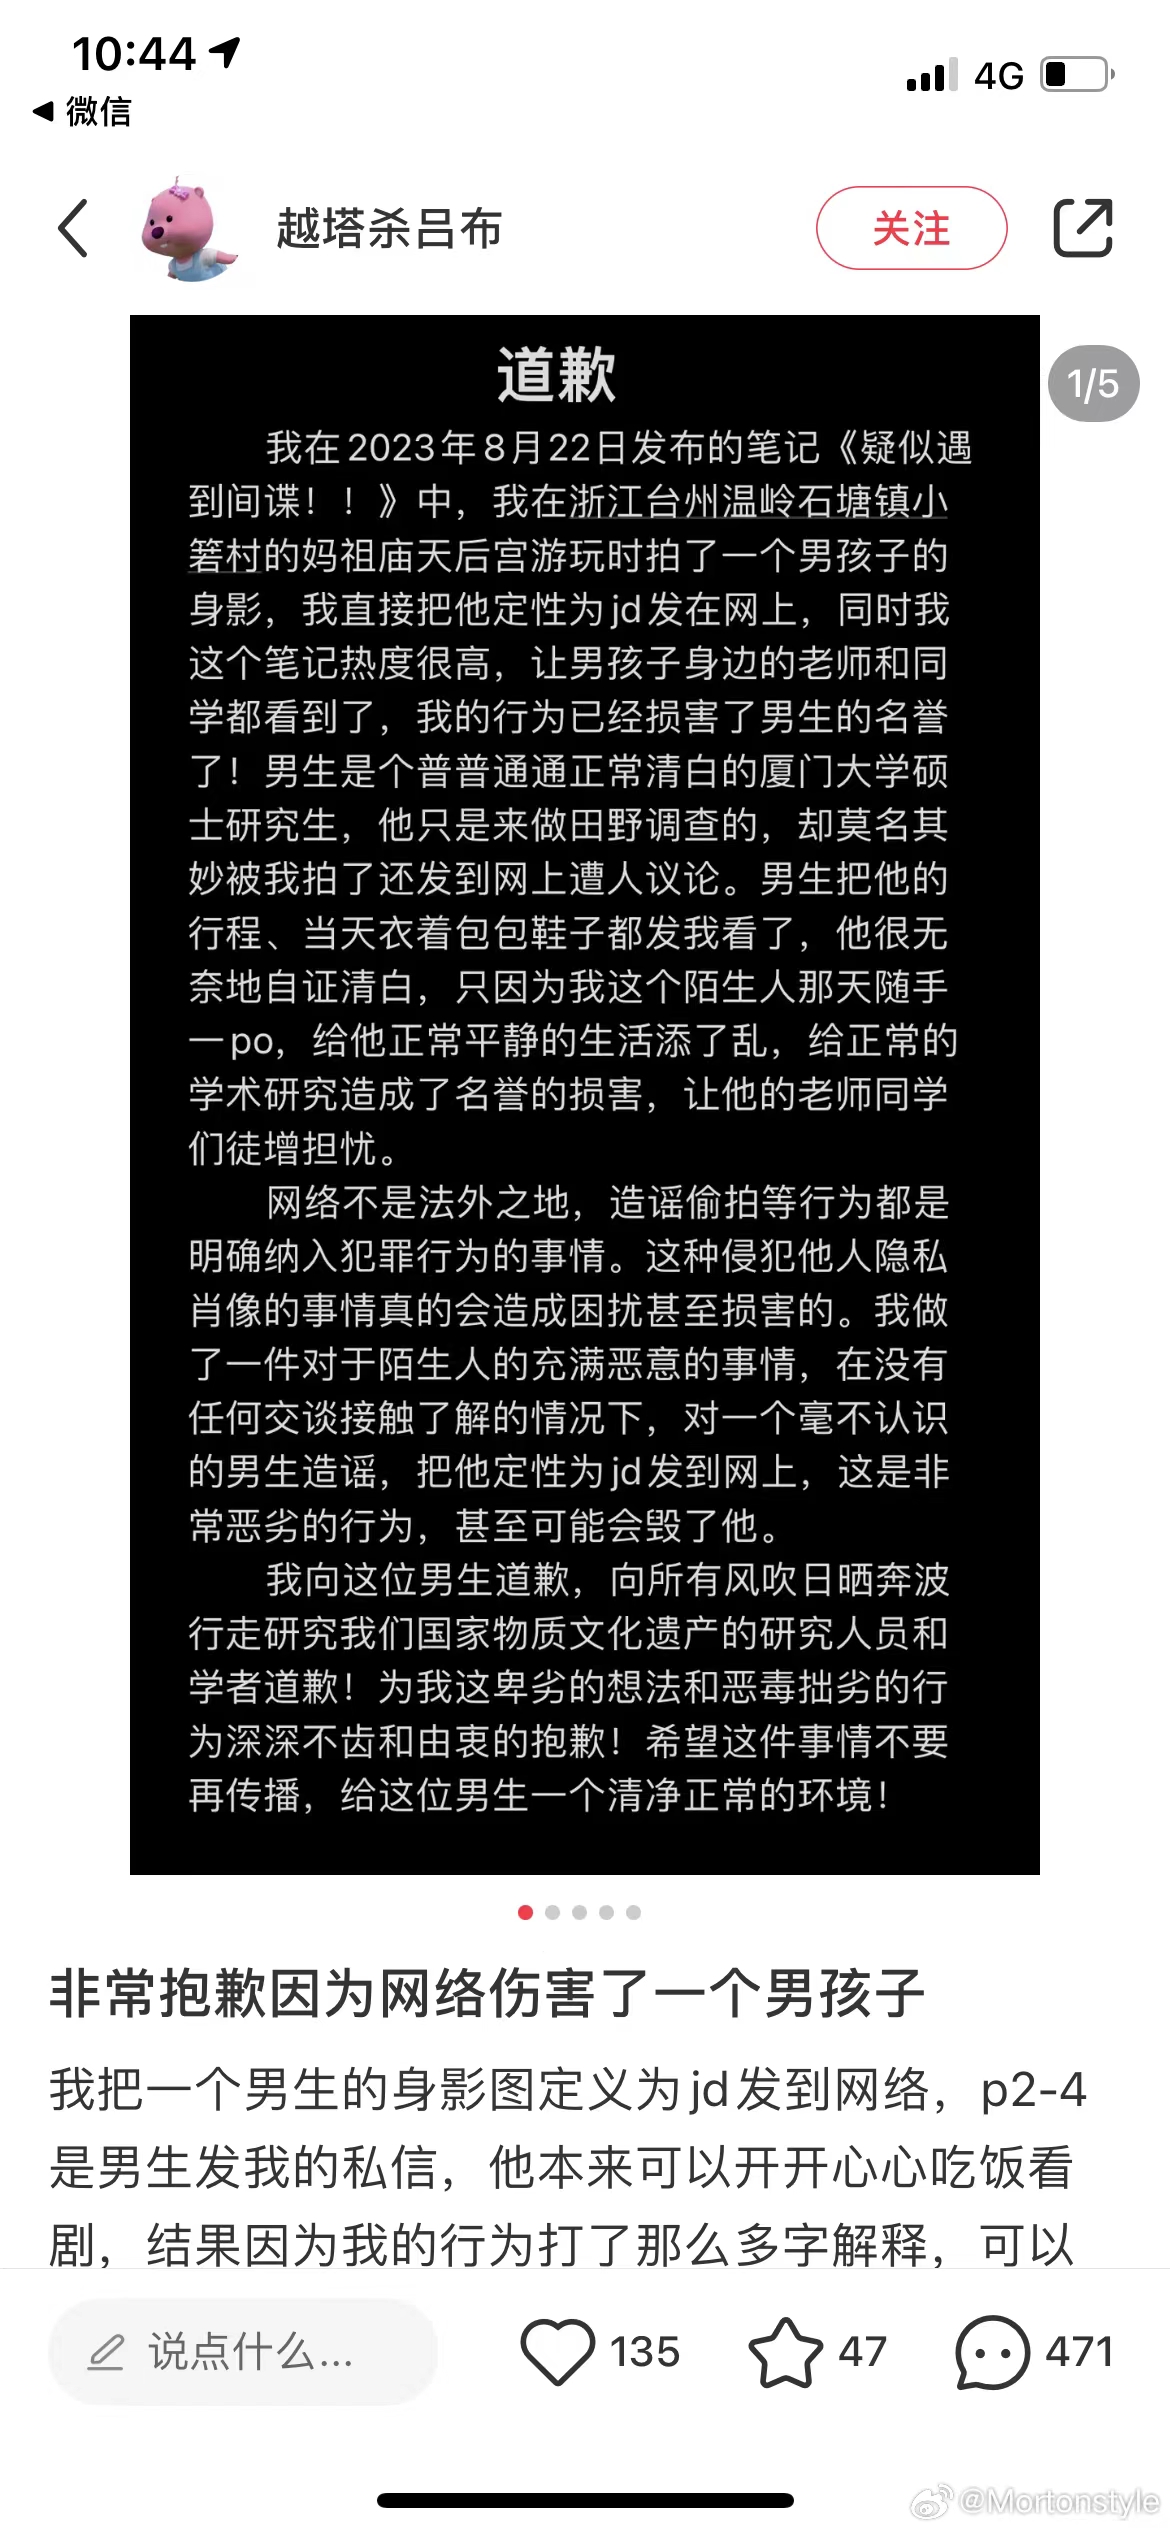 10:44
4G
微信
越塔杀吕布
关注
1/5
道歉
我在2023年8月22日发布的笔记《疑似遇
到间谍！！》中，我在浙江台州温岭石塘镇小
箬村的妈祖庙天后宫游玩时拍了一个男孩子的
身影，我直接把他定性为jd发在网上，同时我
这个笔记热度很高，让男孩子身边的老师和同
学都看到了，我的行为已经损害了男生的名誉
了！男生是个普普通通正常清白的厦门大学硕
士研究生，他只是来做田野调查的，却莫名其
妙被我拍了还发到网上遭人议论。男生把他的
行程、当天衣着包包鞋子都发我看了，他很无
奈地自证清白，只因为我这个陌生人那天随手
一po，给他正常平静的生活添了乱，给正常的
学术研究造成了名誉的损害，让他的老师同学
们徒增担忧。
网络不是法外之地，造谣偷拍等行为都是
明确纳入犯罪行为的事情。这种侵犯他人隐私
肖像的事情真的会造成困扰甚至损害的。我做
了一件对于陌生人的充满恶意的事情，在没有
任何交谈接触了解的情况下，对一个毫不认识
的男生造谣，把他定性为jd发到网上，这是非
常恶劣的行为，甚至可能会毁了他。
我向这位男生道歉，向所有风吹日晒奔波
行走研究我们国家物质文化遗产的研究人员和
学者道歉！为我这卑劣的想法和恶毒拙劣的行
为深深不齿和由衷的抱歉！希望这件事情不要
再传播，给这位男生一个清净正常的环境！
非常抱歉因为网络伤害了一个男孩子
我把一个男生的身影图定义为jd发到网络，p2-4
是男生发我的私信，他本来可以开开心心吃饭看
剧，结果因为我的行为打了那么多字解释，可以
说点什么...
135
47
471
@Mortonstyle